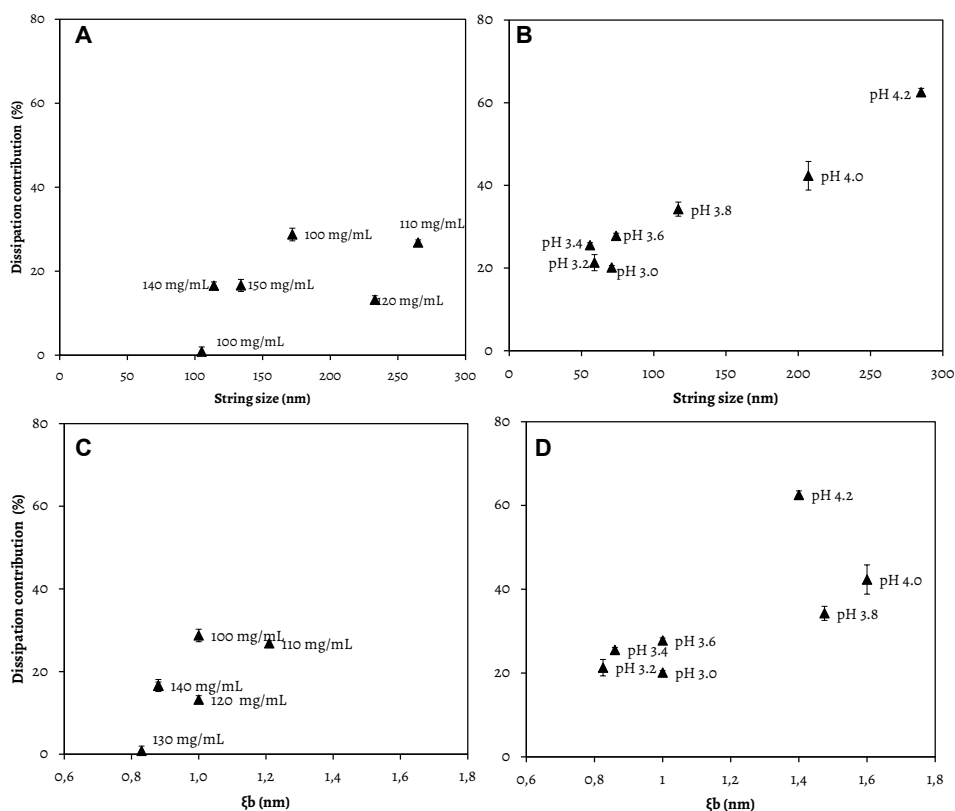 A
80
60
40
20
0
Dissipation contribution (%)
110 mg/mL
100 mg/mL
140 mg/mL
150 mg/mL
120 mg/mL
100 mg/mL
0
50
100
150
200
250
300
String size (nm)
B
80
60
40
20
0
pH 4.2
pH 4.0
pH 3.8
pH 3.6
pH 3.4
pH 3.2
pH 3.0
0
50
100
150
200
250
300
String size (nm)
C
80
60
40
20
0
Dissipation contribution (%)
100 mg/mL
110 mg/mL
140 mg/mL
120 mg/mL
130 mg/mL
0,6
0,8
1,0
1,2
1,4
1,6
1,8
ξb (nm)
D
80
60
40
20
0
pH 4.2
pH 4.0
pH 3.8
pH 3.6
pH 3.4
pH 3.2
pH 3.0
0,6
0,8
1
1,2
1,4
1,6
1,8
ξb (nm)